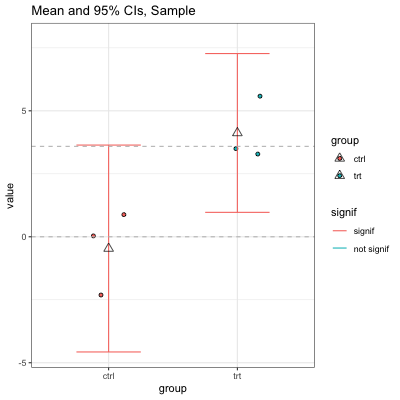 Mean and 95% CIs, Sample
value
5
0
-5
ctrl
trt
group
group
ctrl
trt
signif
signif
not signif